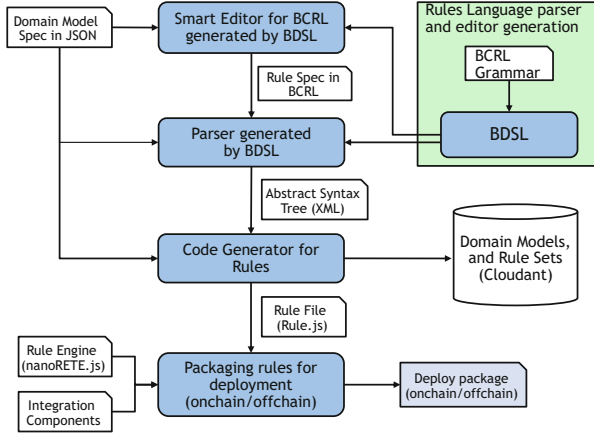 Domain Model
Spec in JSON
Smart Editor for BCRL
generated by BDSL
Rules Language parser
and editor generation
BCRL
Grammar
Rule Spec in
BCRL
BDSL
Parser generated
by BDSL
Abstract Syntax
Tree (XML)
Code Generator for
Rules
Domain Models,
and Rule Sets
(Cloudant)
Rule File
(Rule.js)
Rule Engine
(nanoRETE.js)
Packaging rules for
deployment
(onchain/offchain)
Deploy package
(onchain/offchain)
Integration
Components